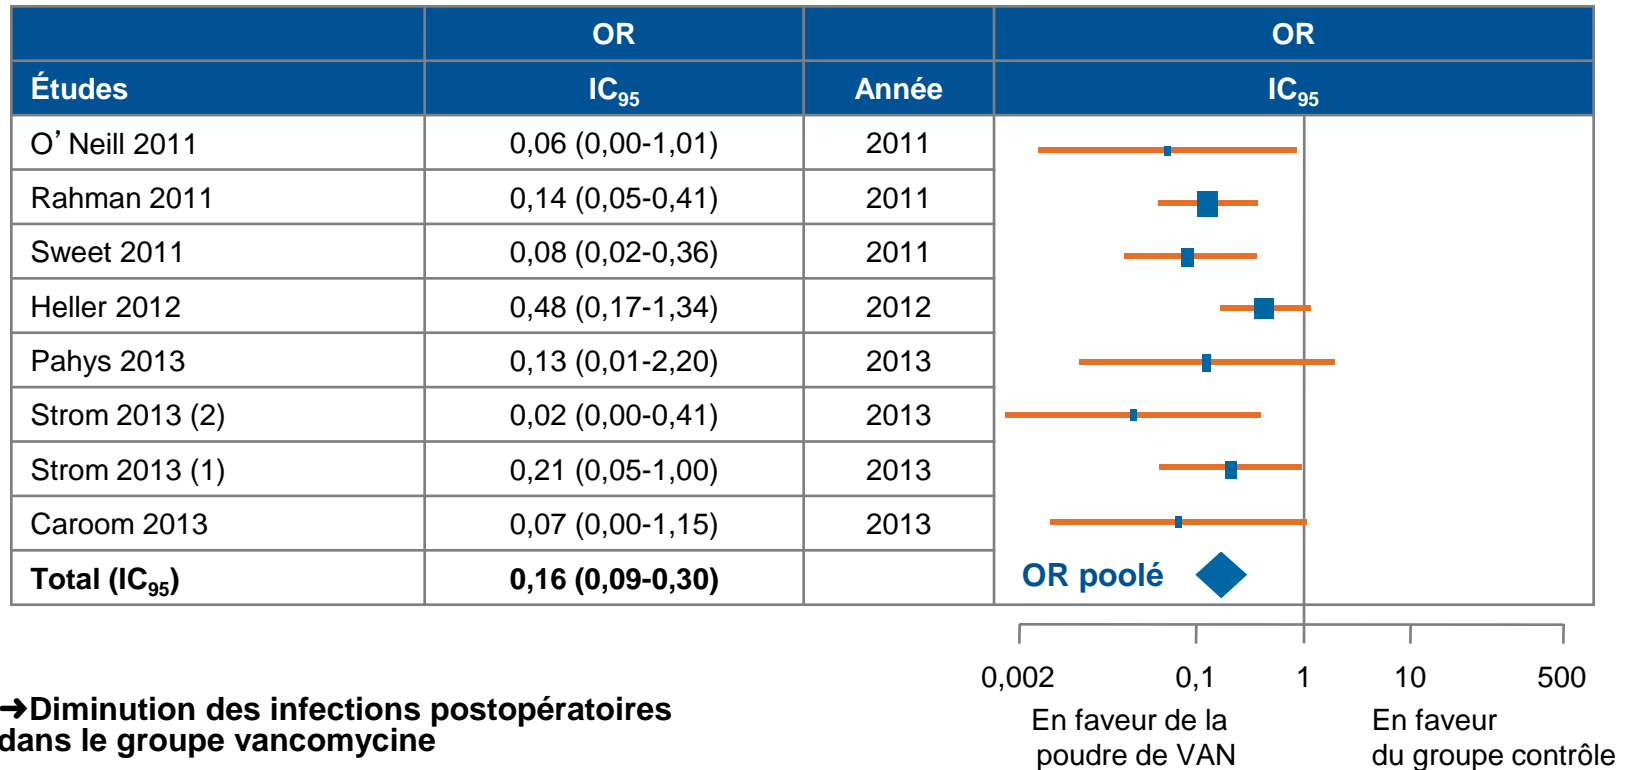 OR OR
Études IC95 Année IC95
O’ Neill 2011 0,06 (0,00-1,01) 2011
Rahman 2011 0,14 (0,05-0,41) 2011
Sweet 2011 0,08 (0,02-0,36) 2011
Heller 2012 0,48 (0,17-1,34) 2012
Pahys 2013 0,13 (0,01-2,20) 2013
Strom 2013 (2) 0,02 (0,00-0,41) 2013
Strom 2013 (1) 0,21 (0,05-1,00) 2013
Caroom 2013 0,07 (0,00-1,15) 2013
Total (IC95) 0,16 (0,09-0,30) OR poolé
0,002 0,1 1 10 500
En faveur de la
poudre de VAN
En faveur
du groupe contrôle
➜Diminution des infections postopératoires
dans le groupe vancomycine